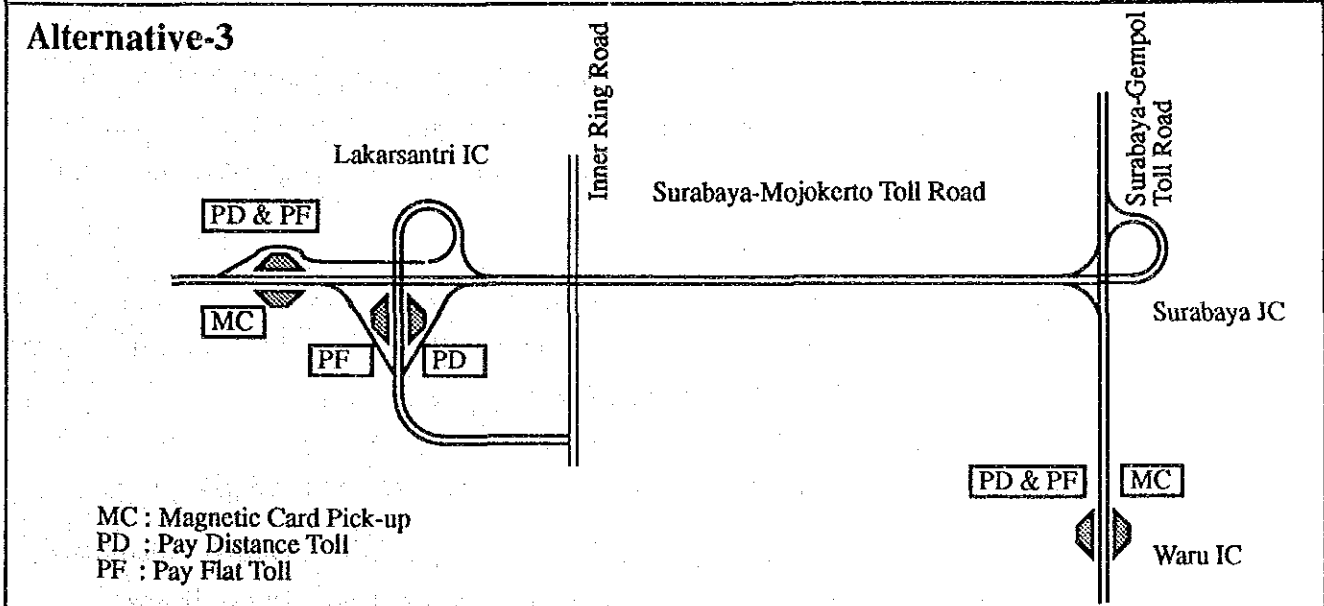 Alternative-3
Inner Ring Road
Surabaya-Gempol
Toll Road
Lakarsantri IC
Surabaya-Mojokerto Toll Road
PD & PF
MC
Surabaya JC
PF
PD
PD & PF
MC
MC : Magnetic Card Pick-up
PD : Pay Distance Toll
PF : Pay Flat Toll
Waru IC